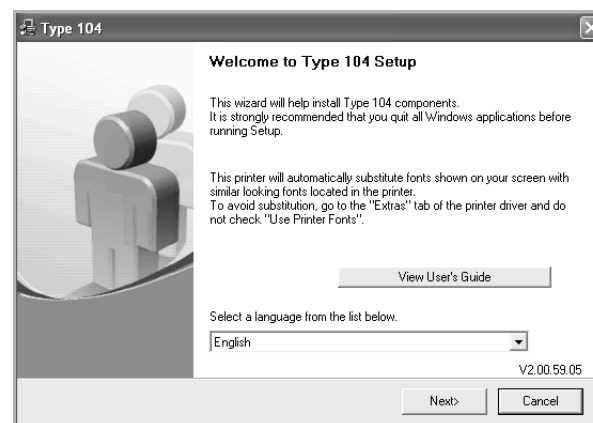 Type 104
Welcome to Type 104 Setup
This wizard will help install Type 104 components.
It is strongly recommended that you quit all Windows applications before
running Setup.
This printer will automatically substitute fonts shown on your screen with
similar looking fonts located in the printer.
To avoid substitution, go to the "Extras" tab of the printer driver and do
not check "Use Printer Fonts".
View User's Guide
Select a language from the list below.
English
V2.00.59.05
Next>
Cancel